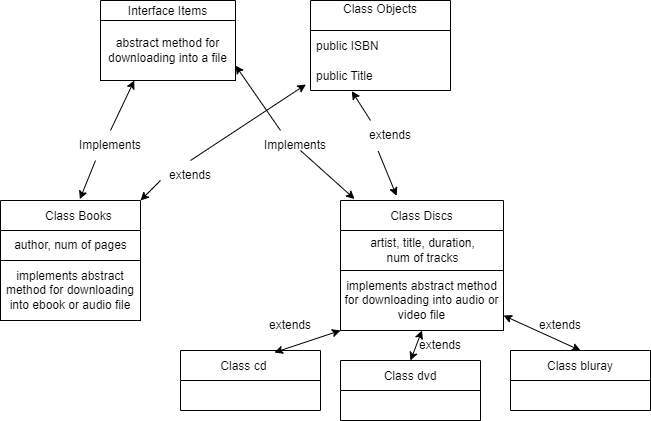 Interface Items
abstract method for
downloading into a file
Class Objects
public ISBN
public Title
Implements
extends
Implements
extends
Class Books
author, num of pages
implements abstract
method for downloading
into ebook or audio file
Class Discs
artist, title, duration,
num of tracks
implements abstract method
for downloading into audio or
video file
extends
extends
extends
Class cd
Class dvd
Class bluray